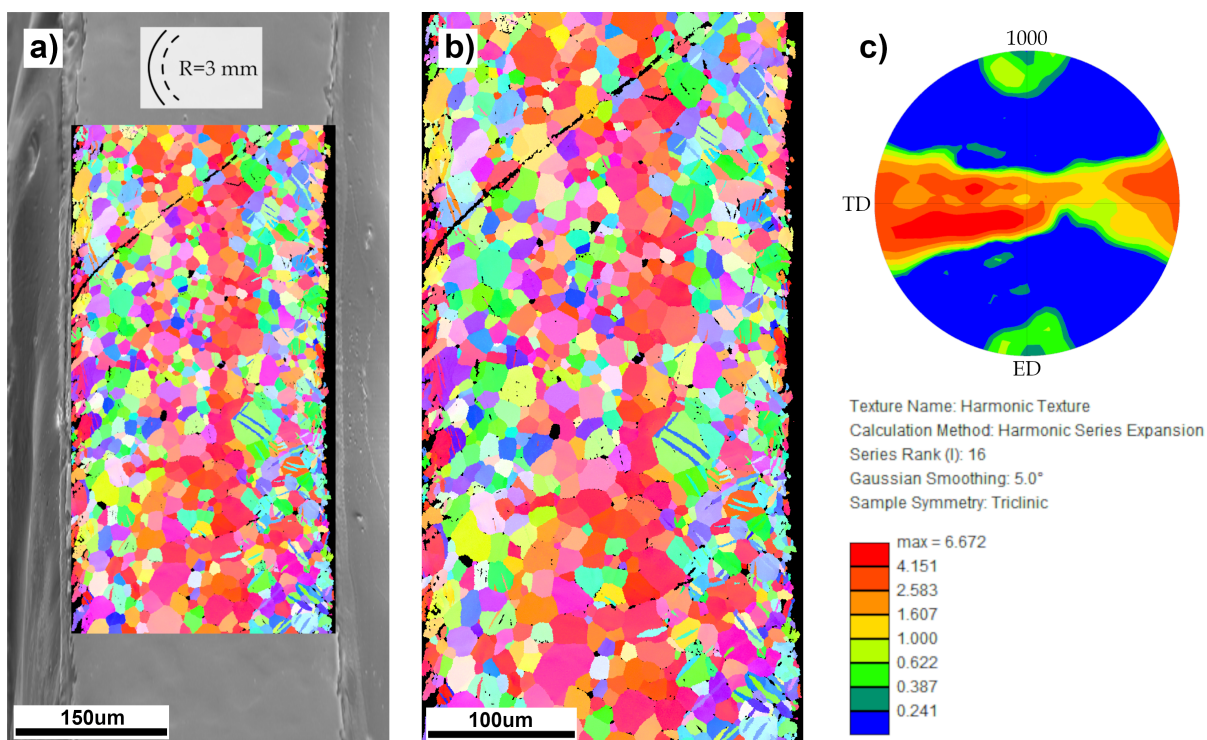 a)
R=3 mm
150um
b)
100um
c)
1000
TD
ED
Texture Name: Harmonic Texture
Calculation Method: Harmonic Series Expansion
Series Rank (l): 16
Gaussian Smoothing: 5.0°
Sample Symmetry: Triclinic
max = 6.672
4.151
2.583
1.607
1.000
0.622
0.387
0.241